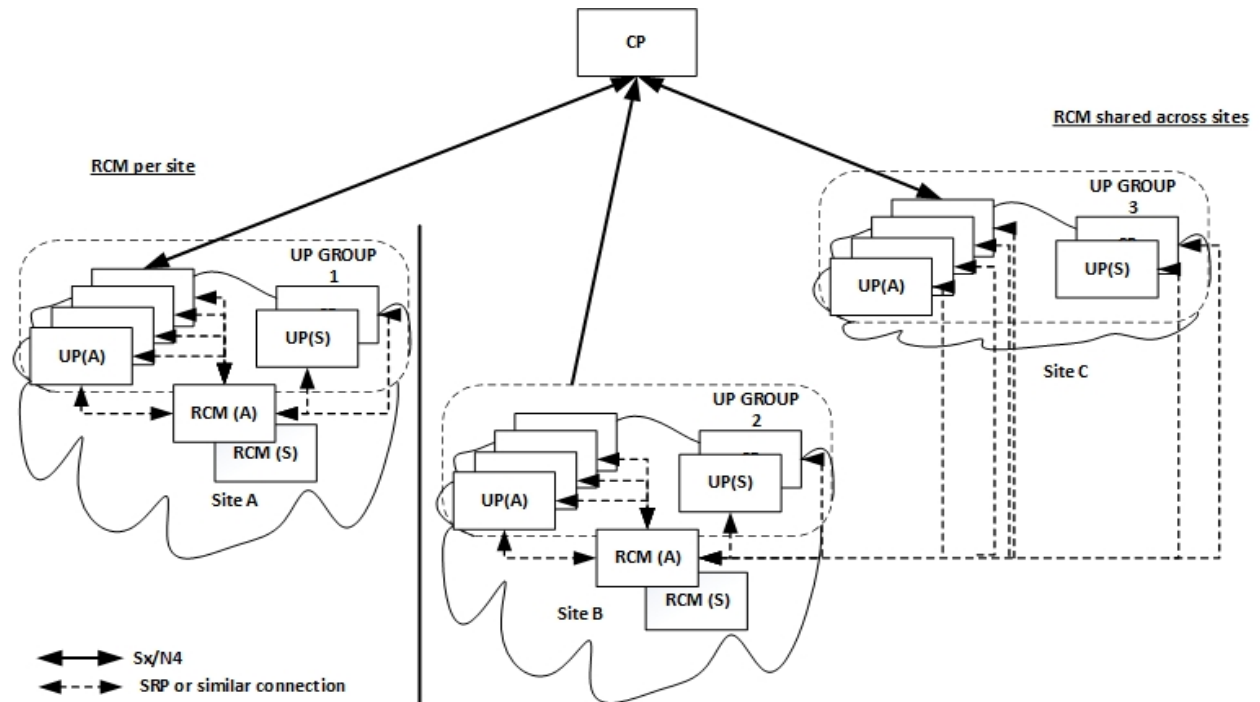 CP
RCM shared across sites
RCM per site
UP GROUP
3
UP(A)
UP(S)
Site C
UP GROUP
1
UP(A)
UP(S)
RCM (A)
RCM (S)
Site A
UP GROUP
2
UP(A)
UP(S)
RCM (A)
RCM (S)
Site B
Sx/N4
SRP or similar connection